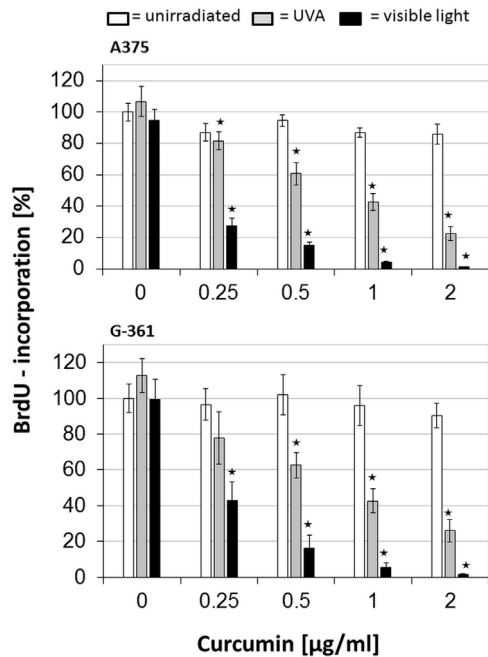 = unirradiated = UVA = visible light
A375
120
100
80
60
40
20
0
0 0.25 0.5 1 2
G-361
120
100
80
60
40
20
0
0 0.25 0.5 1 2
BrdU - incorporation [%]
Curcumin [µg/ml]